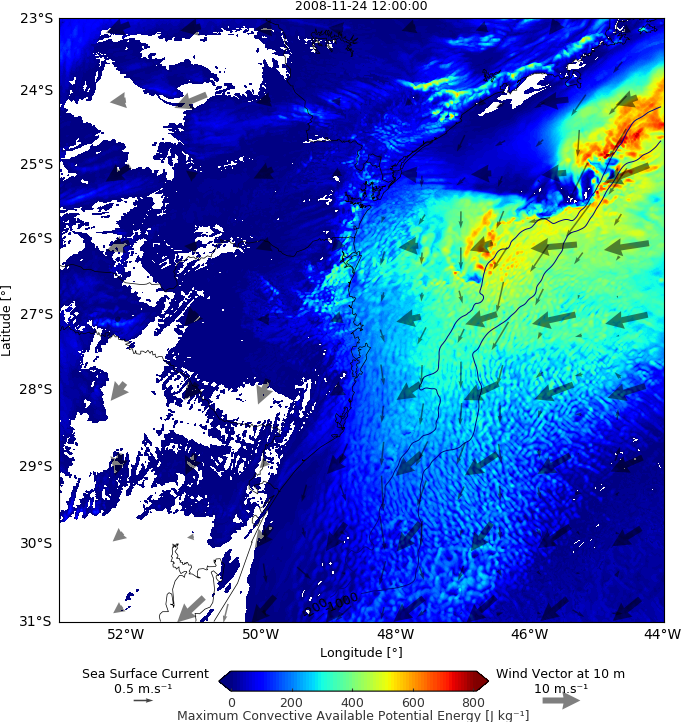 2008-11-24 12:00:00
23°S
24°S
25°S
26°S
27°S
28°S
29°S
30°S
31°S
Latitude [°]
52°W
50°W
48°W
46°W
44°W
Longitude [°]
Sea Surface Current
0.5 m.s⁻¹
Wind Vector at 10 m
10 m.s⁻¹
0
200
400
600
800
Maximum Convective Available Potential Energy [J kg⁻¹]